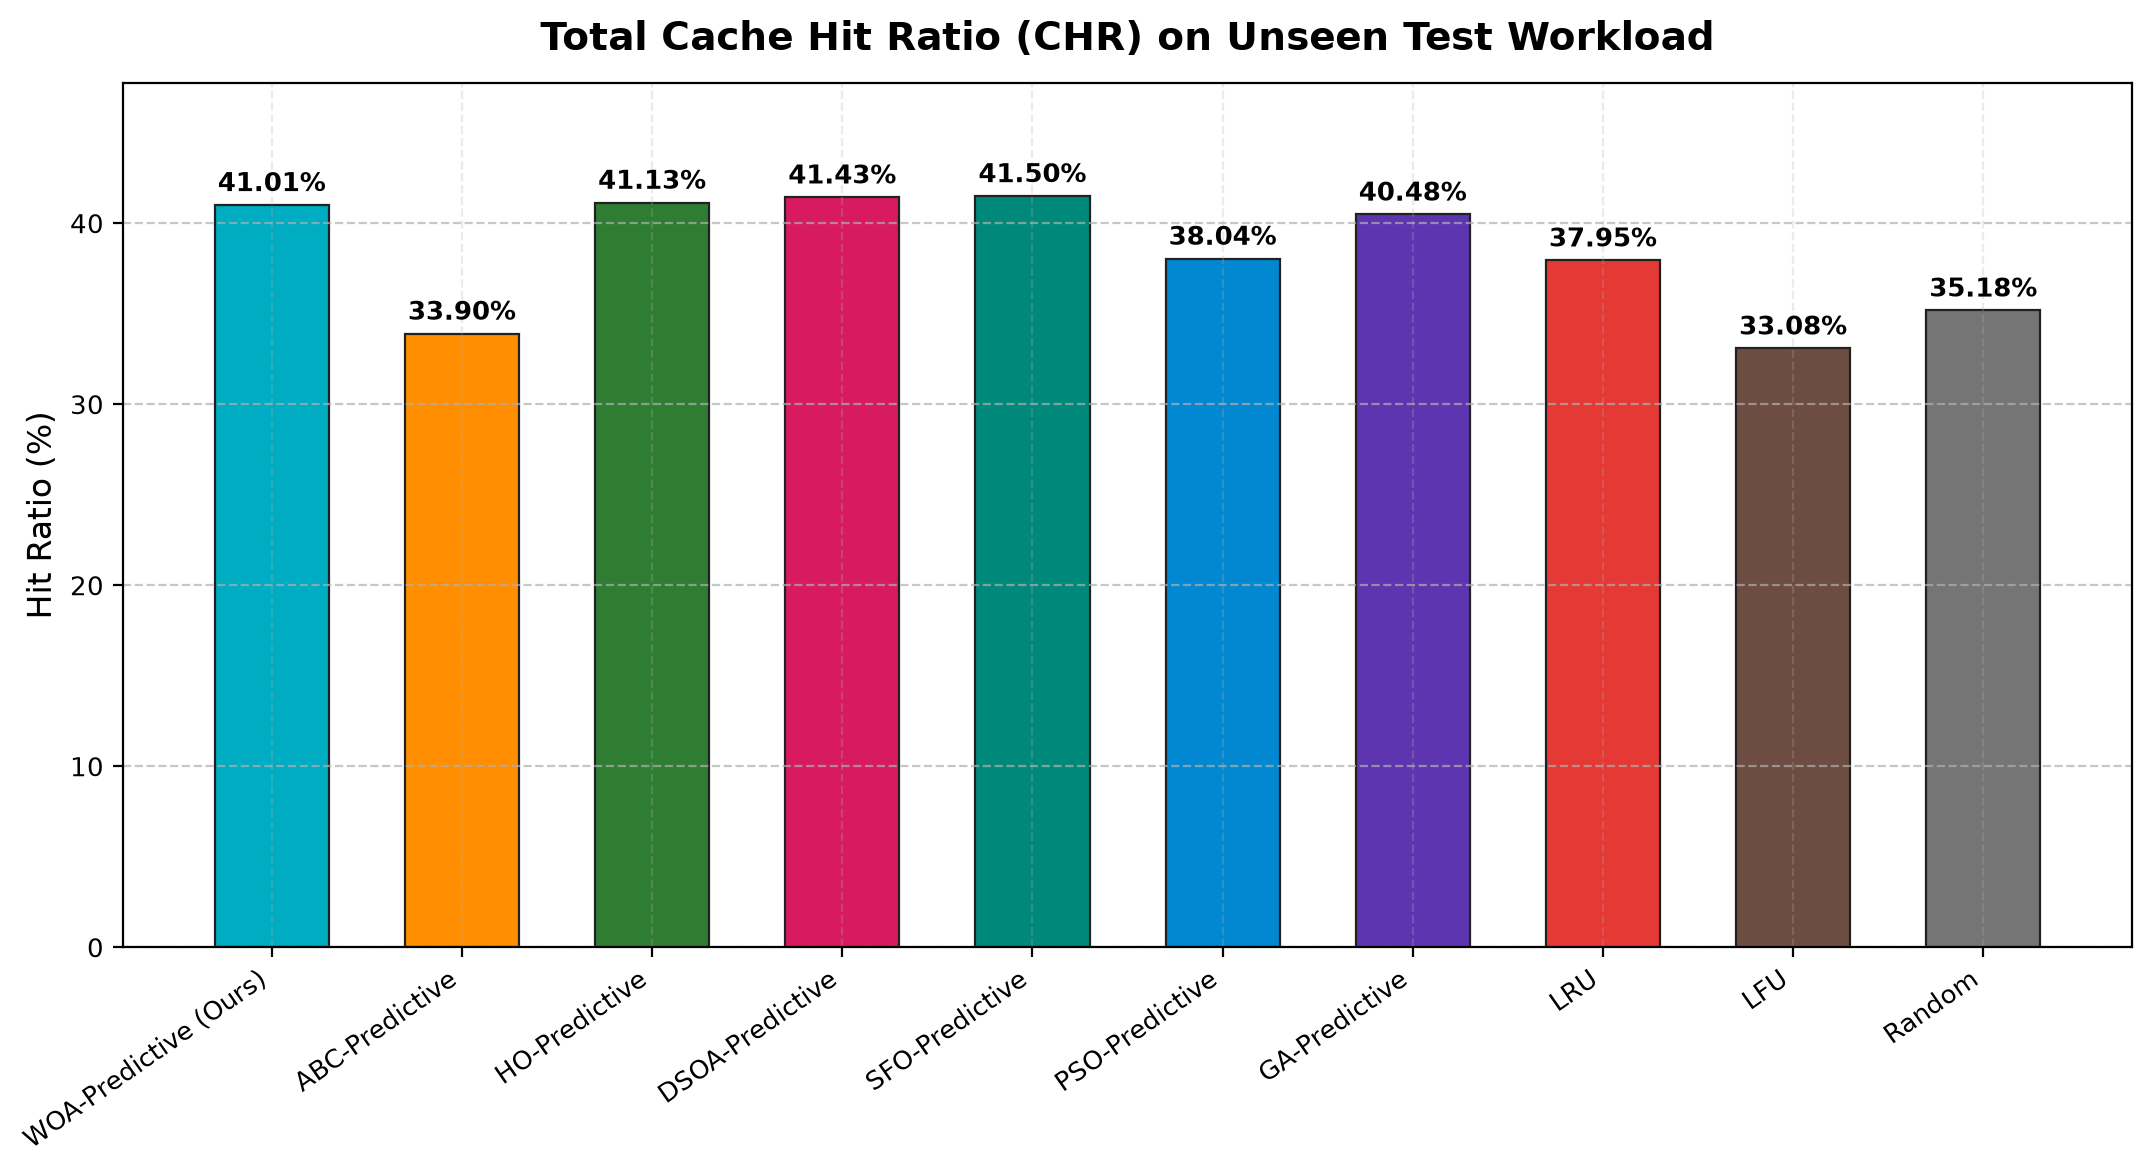 Total Cache Hit Ratio (CHR) on Unseen Test Workload
Hit Ratio (%)
40
30
20
10
0
41.01%
33.90%
41.13%
41.43%
41.50%
38.04%
40.48%
37.95%
33.08%
35.18%
WOA-Predictive (Ours)
ABC-Predictive
HO-Predictive
DSOA-Predictive
SFO-Predictive
PSO-Predictive
GA-Predictive
LRU
LFU
Random